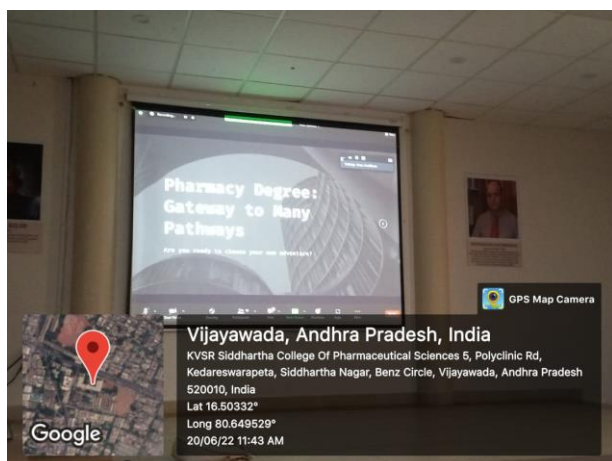 Recording...
Pharmacy Degree:
Gateway to Many
Pathways
Are you ready to choose your own adventure?
GPS Map Camera
Vijayawada, Andhra Pradesh, India
KVSR Siddhartha College Of Pharmaceutical Sciences 5, Polyclinic Rd,
Kedareswarapeta, Siddhartha Nagar, Benz Circle, Vijayawada, Andhra Pradesh
520010, India
Lat 16.50332°
Long 80.649529°
20/06/22 11:43 AM
Google